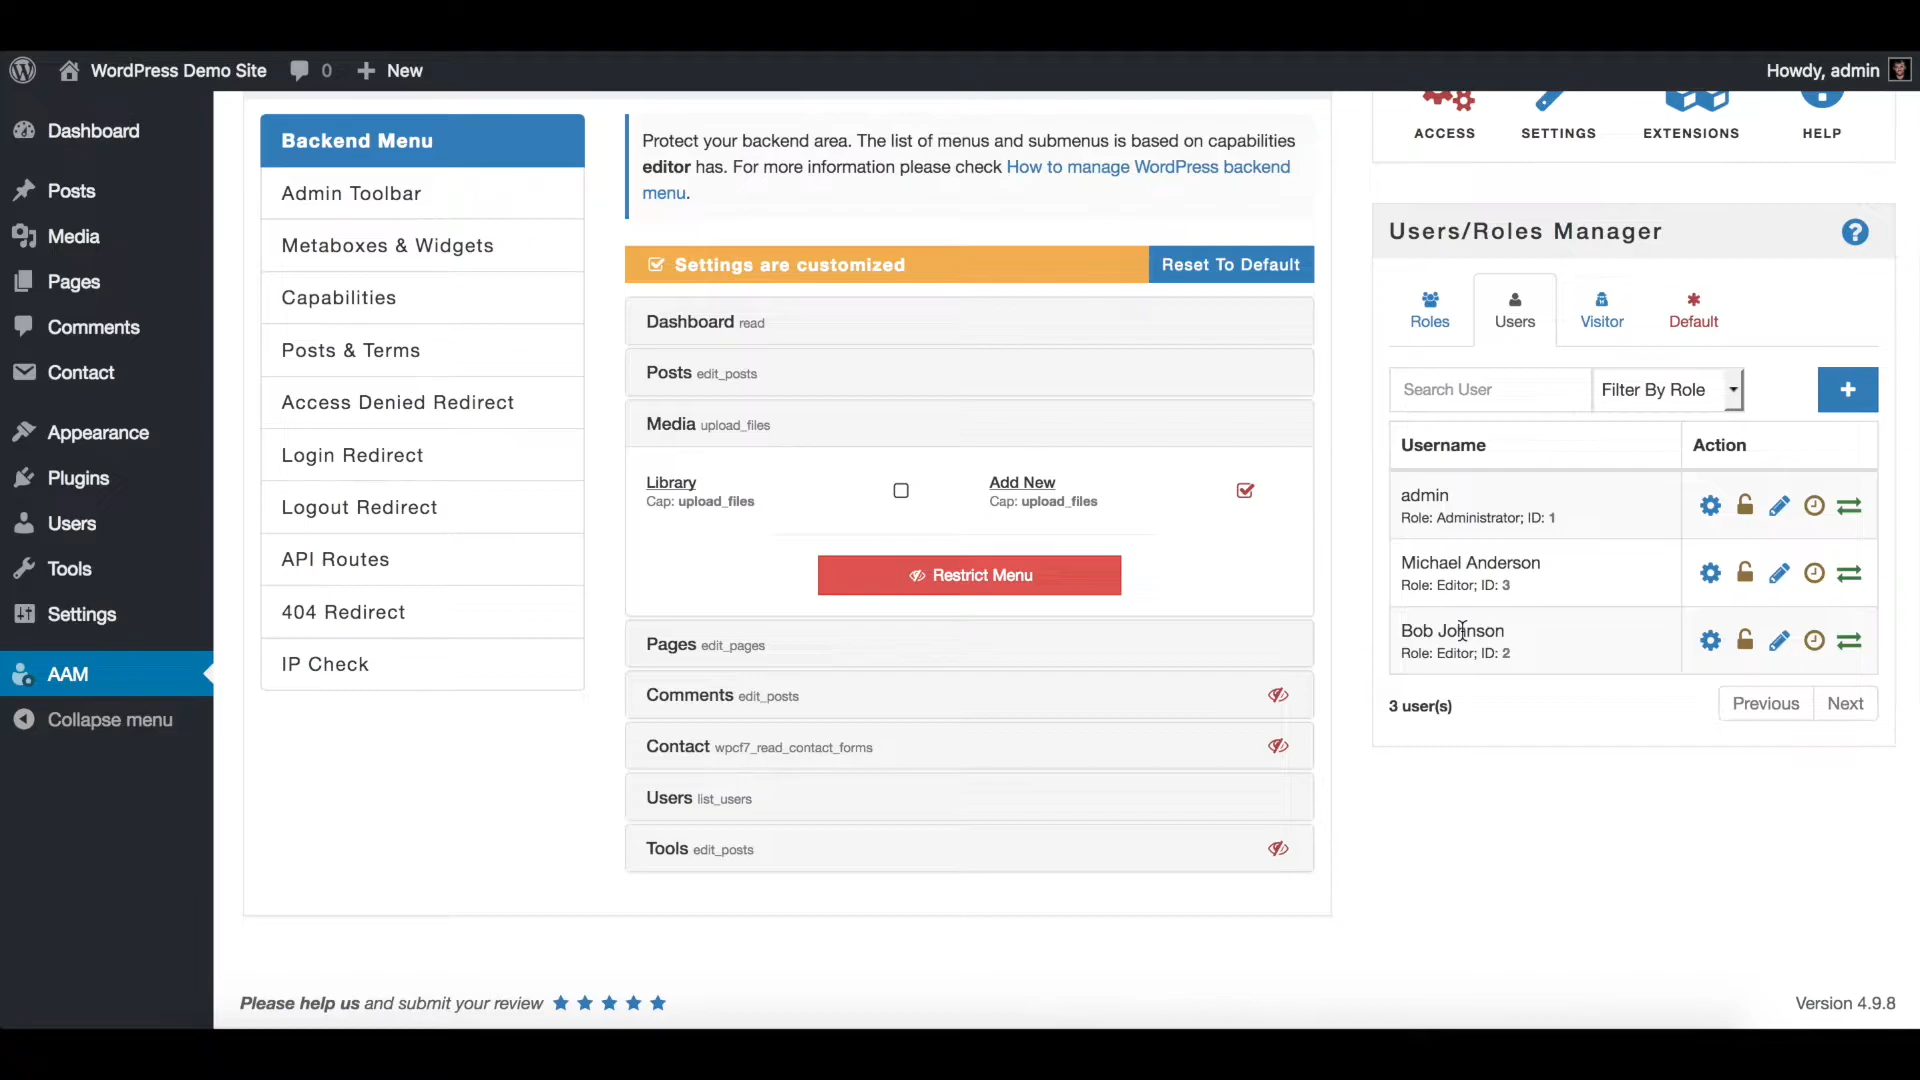 WordPress Demo Site 0 New Howdy, admin
Dashboard
Posts
Media
Pages
Comments
Contact
Appearance
Plugins
Users
Tools
Settings
AAM
Collapse menu
Backend Menu
Admin Toolbar
Metaboxes & Widgets
Capabilities
Posts & Terms
Access Denied Redirect
Login Redirect
Logout Redirect
API Routes
404 Redirect
IP Check
Protect your backend area. The list of menus and submenus is based on capabilities
editor has. For more information please check How to manage WordPress backend
menu.
Settings are customized Reset To Default
Dashboard read
Posts edit_posts
Media upload_files
Library Add New
Cap: upload_files Cap: upload_files
Restrict Menu
Pages edit_pages
Comments edit_posts
Contact wpcf7_read_contact_forms
Users list_users
Tools edit_posts
ACCESS SETTINGS EXTENSIONS HELP
Users/Roles Manager ?
Roles Users Visitor Default
Search User Filter By Role +
Username Action
admin
Role: Administrator; ID: 1
Michael Anderson
Role: Editor; ID: 3
Bob Johnson
Role: Editor; ID: 2
3 user(s) Previous Next
Please help us and submit your review Version 4.9.8